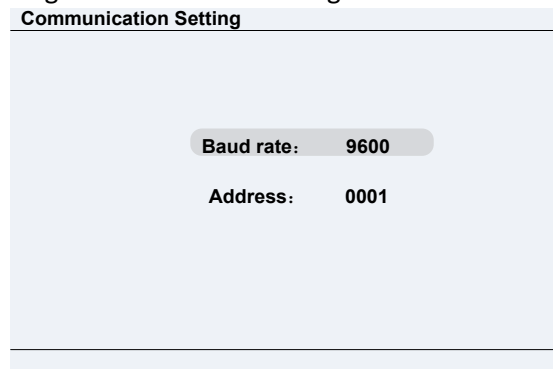 Communication Setting
Baud rate： 9600
Address： 0001